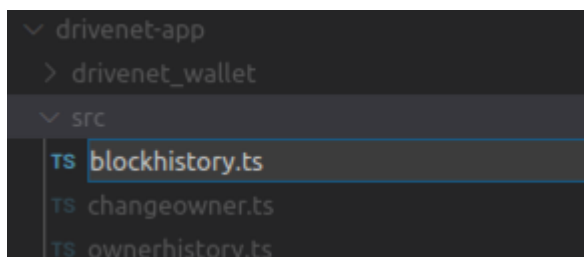 drivenet-app
drivenet_wallet
src
TS blockhistory.ts
TS changeowner.ts
TS ownerhistory.ts